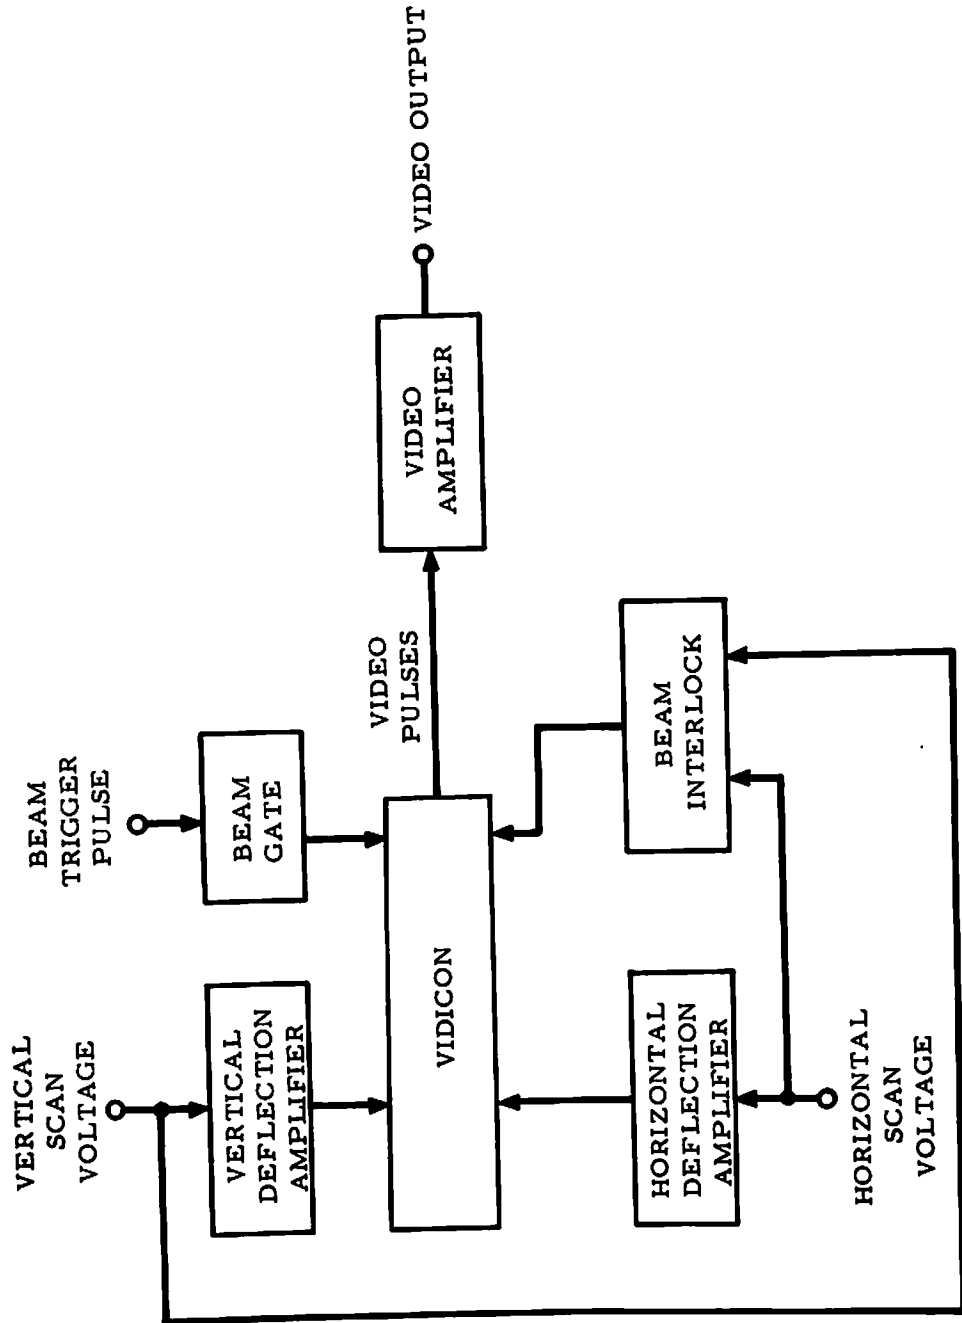 VERTICAL
SCAN
VOLTAGE
BEAM
TRIGGER
PULSE
VERTICAL
DEFLECTION
AMPLIFIER
BEAM
GATE
VIDICON
VIDEO
PULSES
VIDEO
AMPLIFIER
VIDEO OUTPUT
HORIZONTAL
DEFLECTION
AMPLIFIER
BEAM
INTERLOCK
HORIZONTAL
SCAN
VOLTAGE